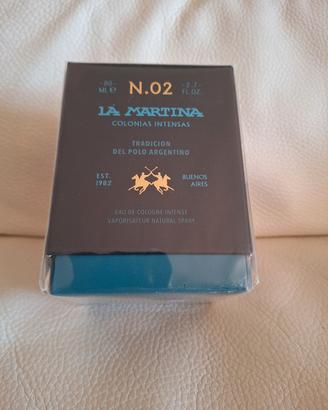 80 N.02 2.7
ML e FL.OZ.
LA MARTINA
COLONIAS INTENSAS
TRADICION
DEL POLO ARGENTINO
EST. BUENOS
1982 AIRES
EAU DE COLOGNE INTENSE
VAPORISATEUR NATURAL SPRAY